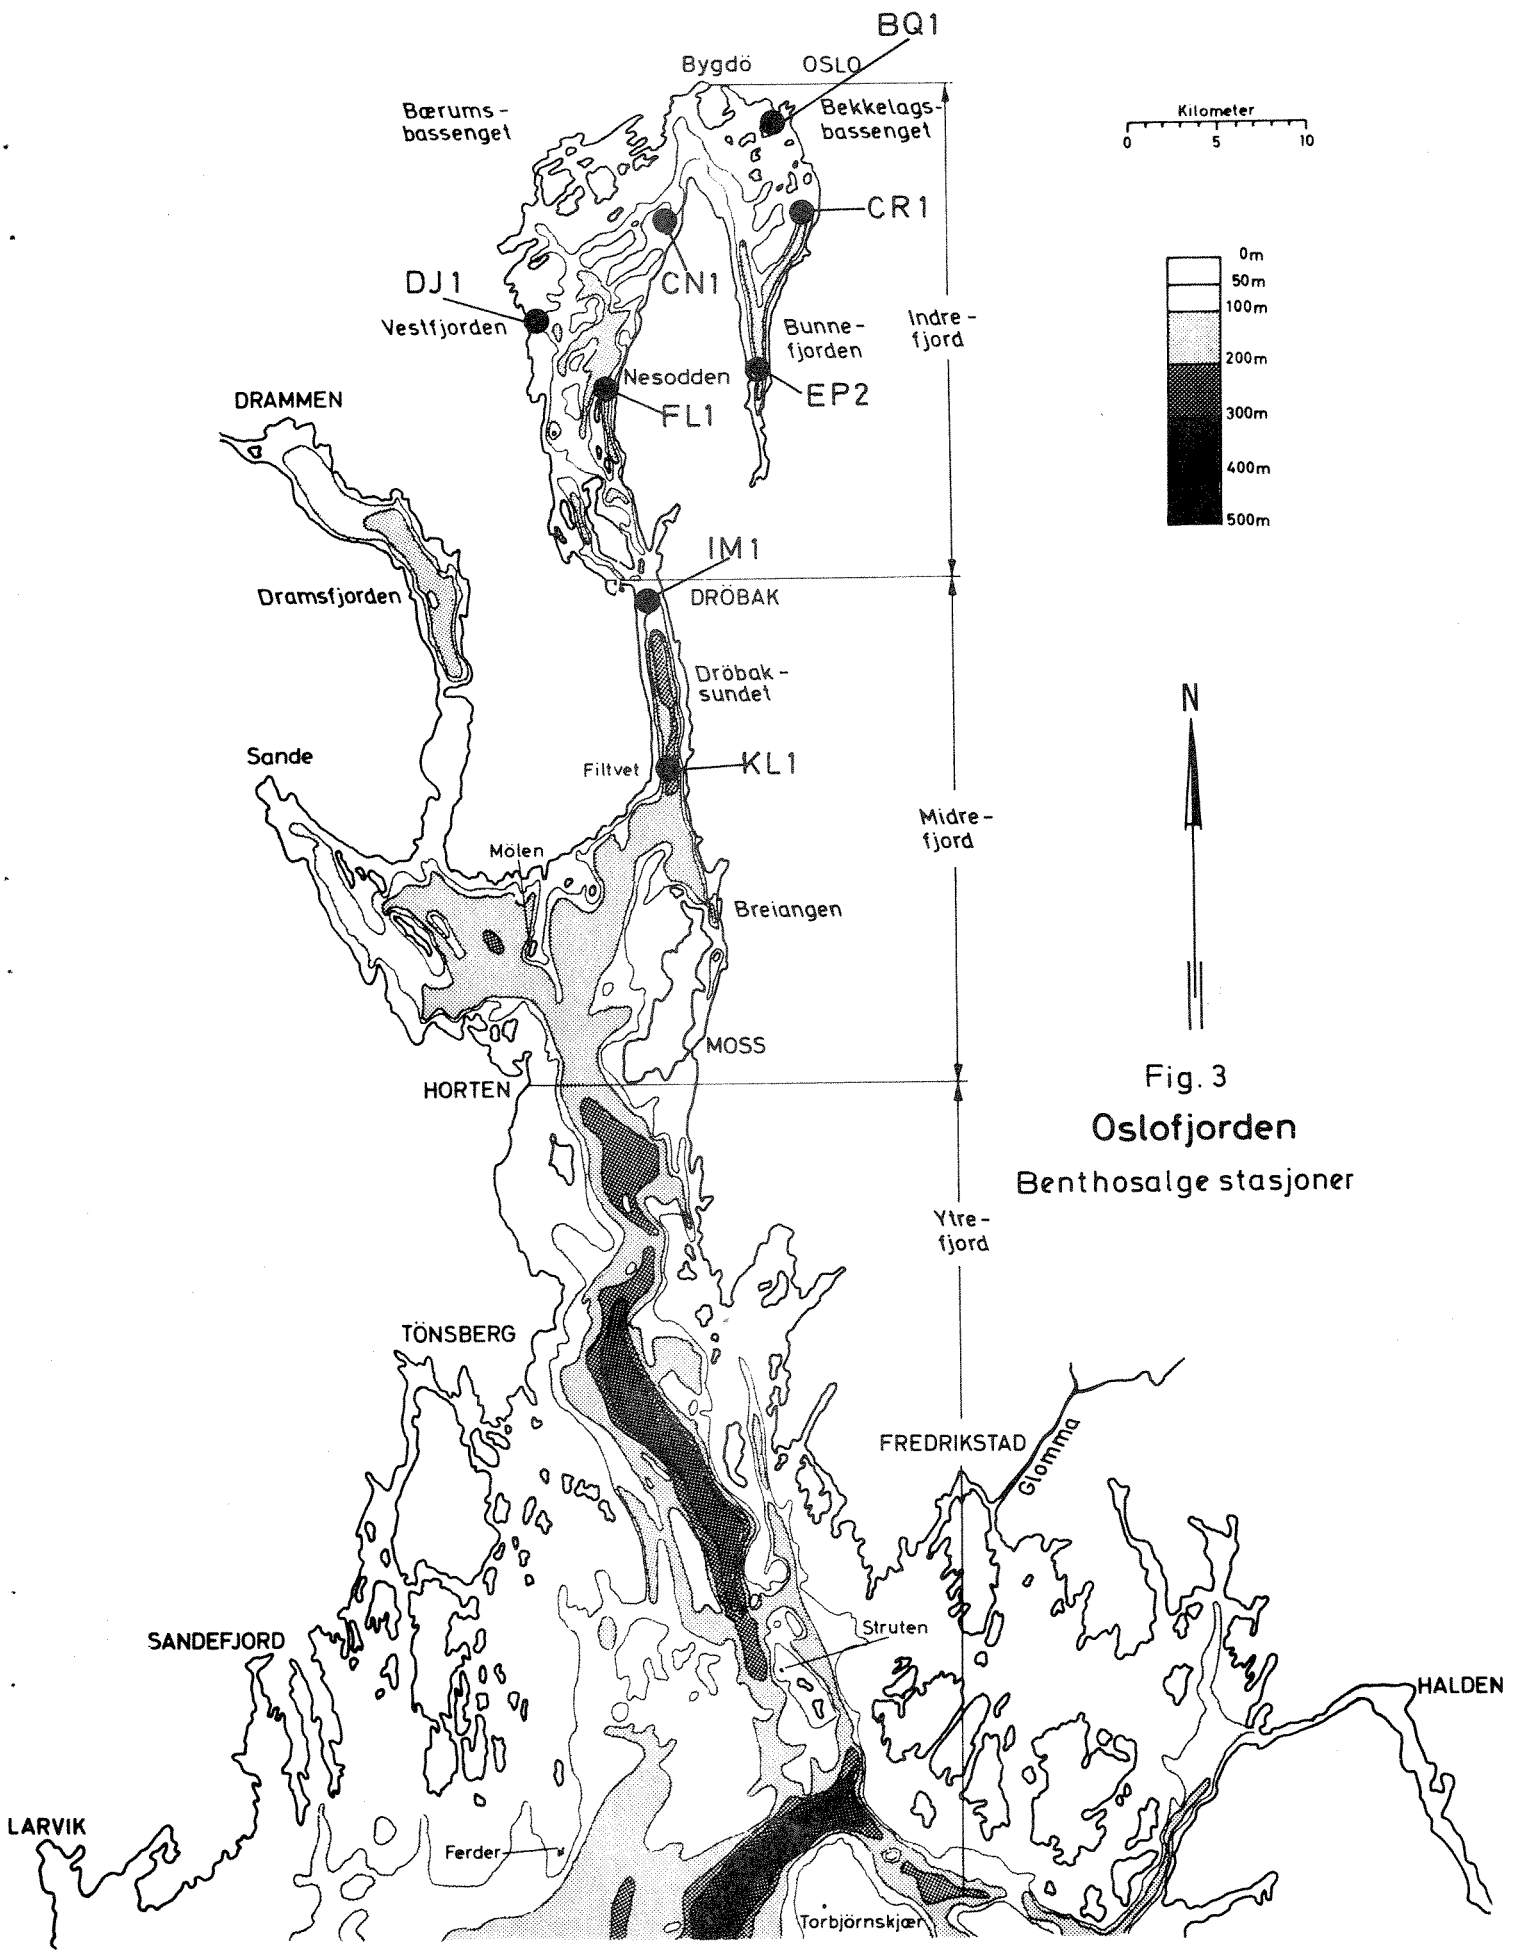 BQ1
Bygdö
OSLO
Bærums-
bassenget
Bekkelags-
bassenget
Kilometer
0 5 10
CR1
CN1
DJ1
Vestfjorden
0m
50m
100m
200m
300m
400m
500m
Indre-
fjord
Bunne-
fjorden
Nesodden
EP2
FL1
DRAMMEN
IM1
DRÖBAK
Dramsfjorden
Dröbak-
sundet
N
Sande
Filtvet
KL1
Midre-
fjord
Mölen
Breiangen
MOSS
HORTEN
Fig. 3
Oslofjorden
Benthosalge stasjoner
Ytre-
fjord
TÖNSBERG
FREDRIKSTAD
Glomma
Struten
SANDEFJORD
HALDEN
LARVIK
Ferder
Torbjörnskjær